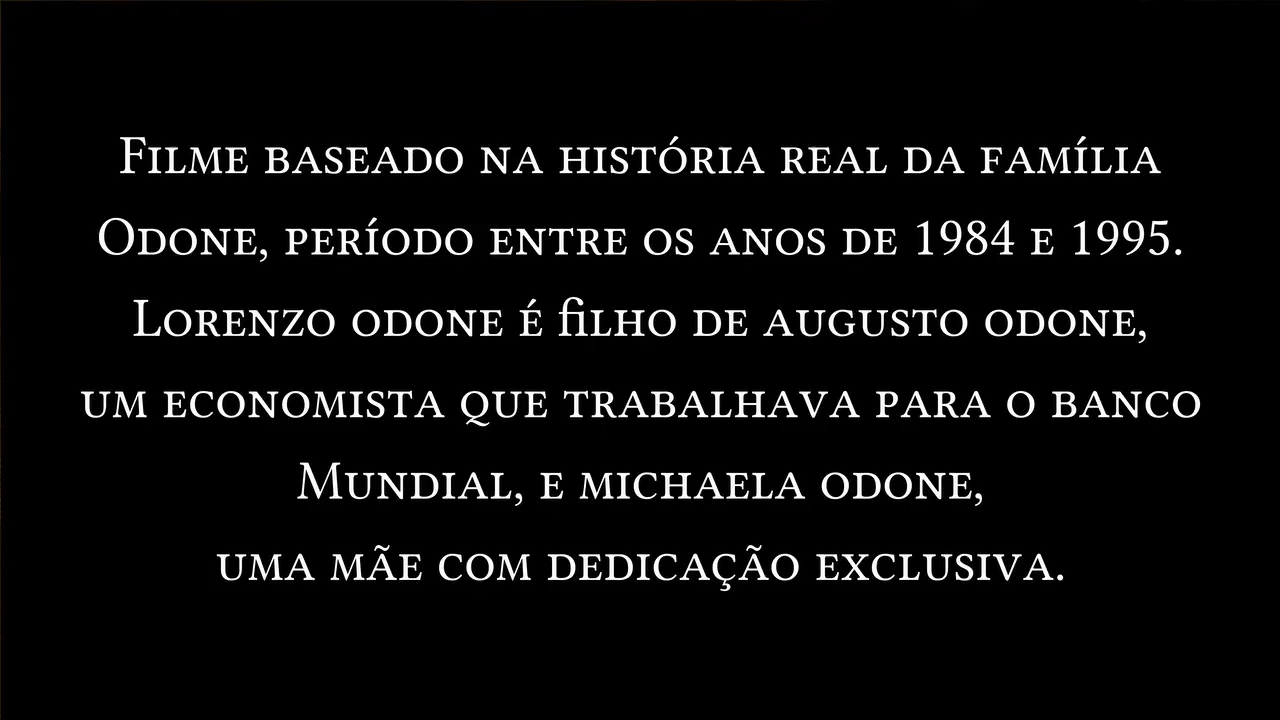 Filme baseado na história real da família
Odone, período entre os anos de 1984 e 1995.
Lorenzo odone é filho de augusto odone,
um economista que trabalhava para o banco
Mundial, e michaela odone,
uma mãe com dedicação exclusiva.